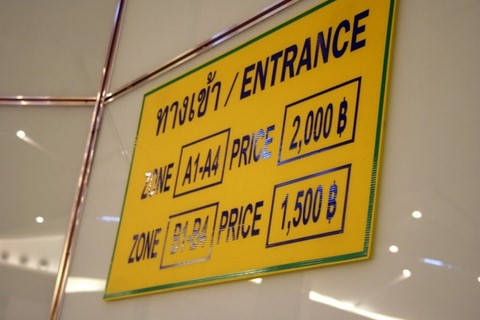 ทางเข้า / ENTRANCE
ZONE A1-A4 PRICE 2,000 ฿
ZONE B1-B4 PRICE 1,500 ฿